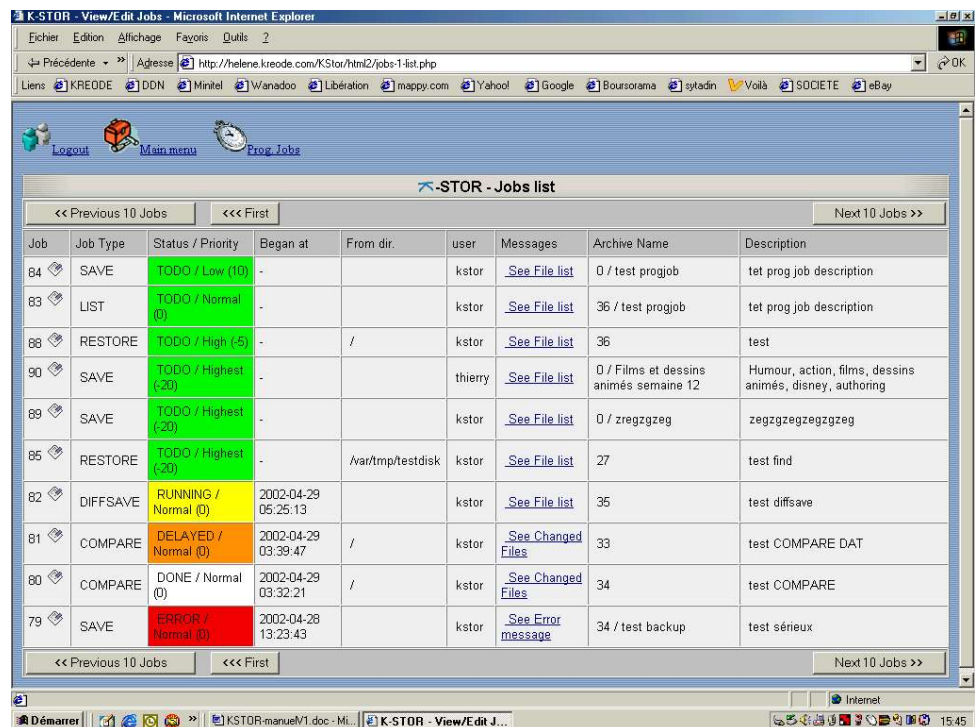 K-STOR - View/Edit Jobs - Microsoft Internet Explorer
Fichier Edition Affichage Favoris Outils ?
Précédente » Adresse http://helene.kreode.com/KStor/html2/jobs-1-list.php OK
Liens KREODE DDN Minitel Wanadoo Libération mappy.com Yahoo! Google Boursorama sytadin Voilà SOCIETE eBay
Logout Main menu Prog. Jobs
K-STOR - Jobs list
<< Previous 10 Jobs <<< First Next 10 Jobs >>
Job Job Type Status / Priority Began at From dir. user Messages Archive Name Description
84 SAVE TODO / Low (10) - kstor See File list 0 / test progjob tet prog job description
83 LIST TODO / Normal (0) - kstor See File list 36 / test progjob tet prog job description
88 RESTORE TODO / High (-5) - / kstor See File list 36 test
90 SAVE TODO / Highest (-20) - thierry See File list 0 / Films et dessins animés semaine 12 Humour, action, films, dessins animés, disney, authoring
89 SAVE TODO / Highest (-20) - kstor See File list 0 / zregzgzeg zegzgzegzegzgzeg
85 RESTORE TODO / Highest (-20) - /var/tmp/testdisk kstor See File list 27 test find
82 DIFFSAVE RUNNING / Normal (0) 2002-04-29 05:25:13 kstor See File list 35 test diffsave
81 COMPARE DELAYED / Normal (0) 2002-04-29 03:39:47 / kstor See Changed Files 33 test COMPARE DAT
80 COMPARE DONE / Normal (0) 2002-04-29 03:32:21 / kstor See Changed Files 34 test COMPARE
79 SAVE ERROR / Normal (0) 2002-04-28 13:23:43 kstor See Error message 34 / test backup test sérieux
<< Previous 10 Jobs <<< First Next 10 Jobs >>
Internet
Démarrer » KSTOR-manuelV1.doc - Mi... K-STOR - View/Edit J... 15:45